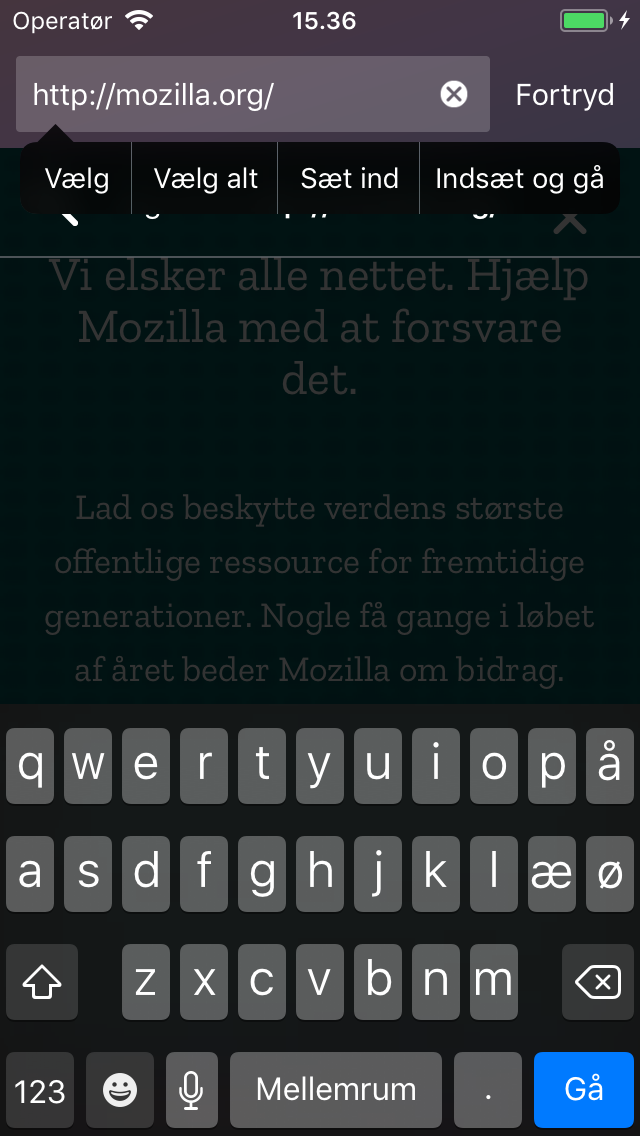 Operatør 15.36
http://mozilla.org/ Fortryd
Vælg Vælg alt Sæt ind Indsæt og gå
Vi elsker alle nettet. Hjælp
Mozilla med at forsvare
det.
Lad os beskytte verdens største
offentlige ressource for fremtidige
generationer. Nogle få gange i løbet
af året beder Mozilla om bidrag.
q w e r t y u i o p å
a s d f g h j k l æ ø
z x c v b n m
123 Mellemrum . Gå